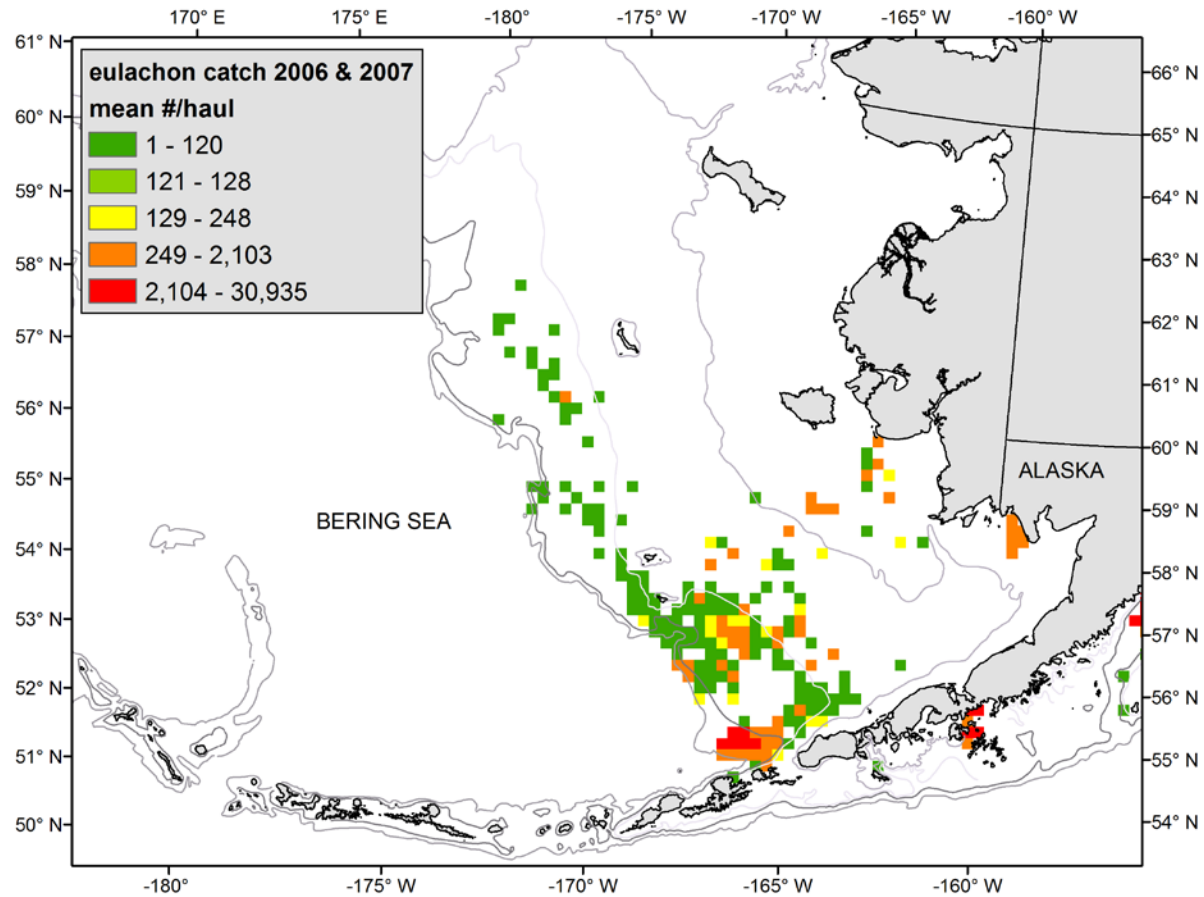 170° E 175° E -180° -175° W -170° W -165° W -160° W
61° N
60° N
59° N
58° N
57° N
56° N
55° N
54° N
53° N
52° N
51° N
50° N
eulachon catch 2006 & 2007
mean #/haul
1 - 120
121 - 128
129 - 248
249 - 2,103
2,104 - 30,935
BERING SEA
ALASKA
66° N
65° N
64° N
63° N
62° N
61° N
60° N
59° N
58° N
57° N
56° N
55° N
54° N
-180° -175° W -170° W -165° W -160° W